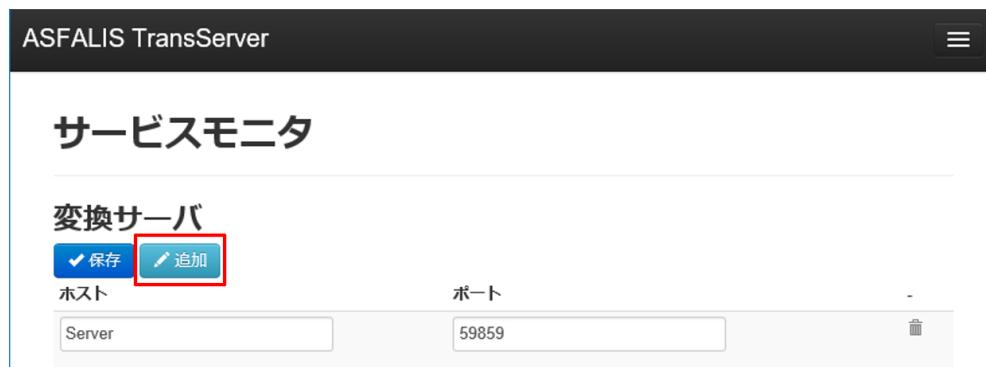 ASFALIS TransServer
サービスモニタ
変換サーバ
保存 追加
ホスト ポート -
Server 59859